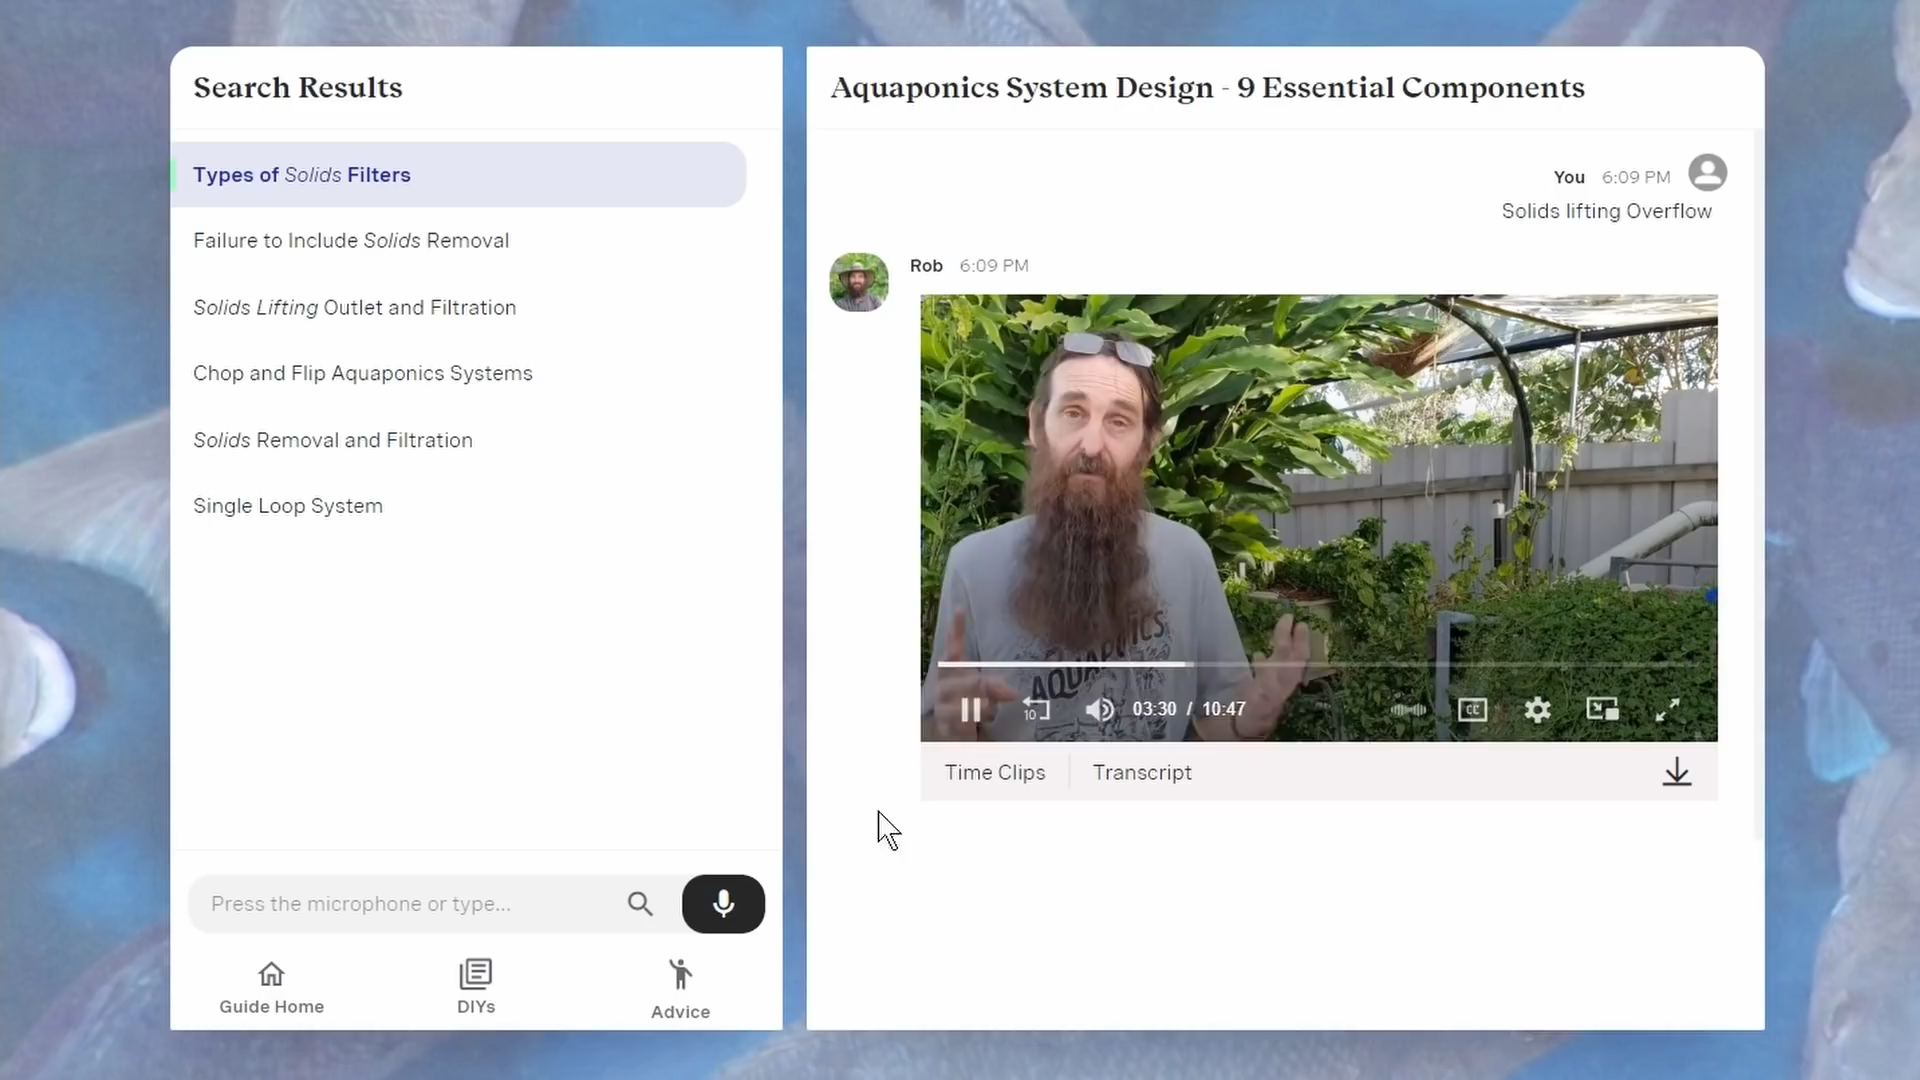 Search Results
Types of Solids Filters
Failure to Include Solids Removal
Solids Lifting Outlet and Filtration
Chop and Flip Aquaponics Systems
Solids Removal and Filtration
Single Loop System
Press the microphone or type...
Guide Home
DIYs
Advice
Aquaponics System Design - 9 Essential Components
You 6:09 PM
Solids lifting Overflow
Rob 6:09 PM
AQUAPONICS
10
03:30 / 10:47
CC
Time Clips
Transcript